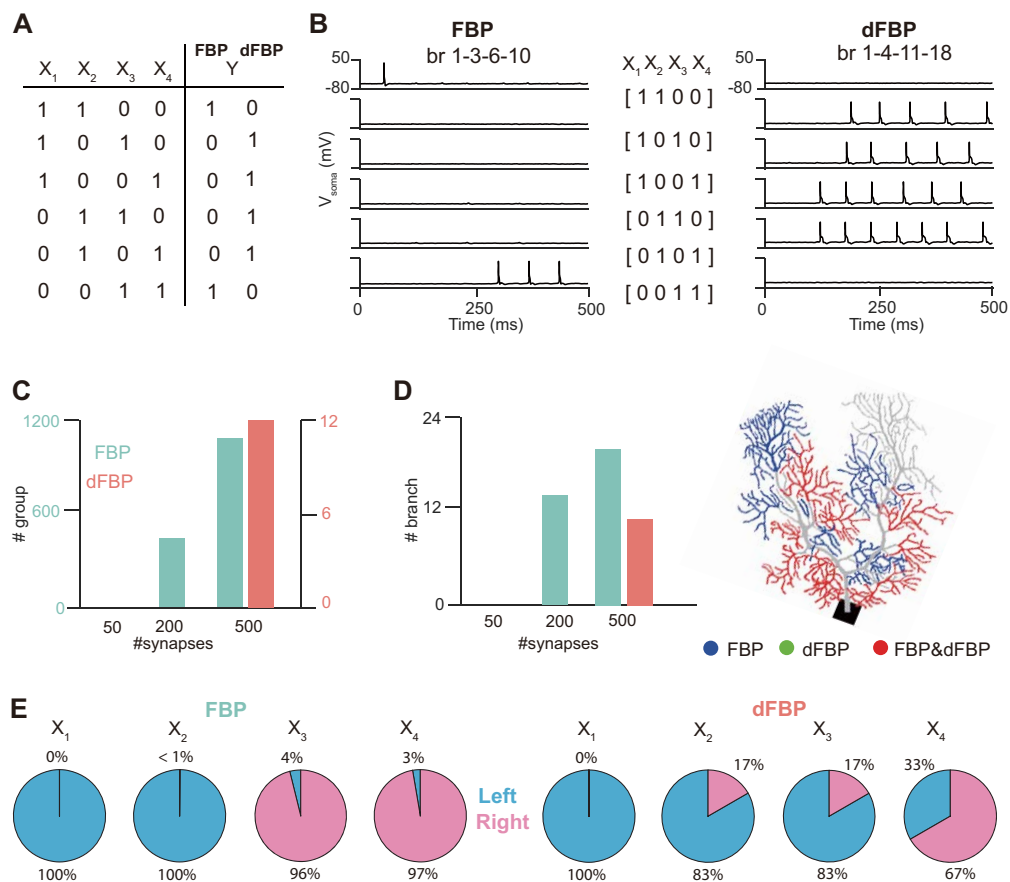 A
FBP dFBP
X1 X2 X3 X4 Y
1 1 0 0 1 0
1 0 1 0 0 1
1 0 0 1 0 1
0 1 1 0 0 1
0 1 0 1 0 1
0 0 1 1 1 0
B
FBP
br 1-3-6-10
50
-80
Vsoma (mV)
0 250 500
Time (ms)
X1 X2 X3 X4
[ 1 1 0 0 ]
[ 1 0 1 0 ]
[ 1 0 0 1 ]
[ 0 1 1 0 ]
[ 0 1 0 1 ]
[ 0 0 1 1 ]
dFBP
br 1-4-11-18
50
-80
0 250 500
Time (ms)
C
1200
600
0
# group
FBP
dFBP
12
6
0
50 200 500
#synapses
D
24
12
0
# branch
50 200 500
#synapses
FBP dFBP FBP&dFBP
E
FBP
X1 X2 X3 X4
0% < 1% 4% 3%
100% 100% 96% 97%
Left
Right
dFBP
X1 X2 X3 X4
0% 17% 17% 33%
100% 83% 83% 67%